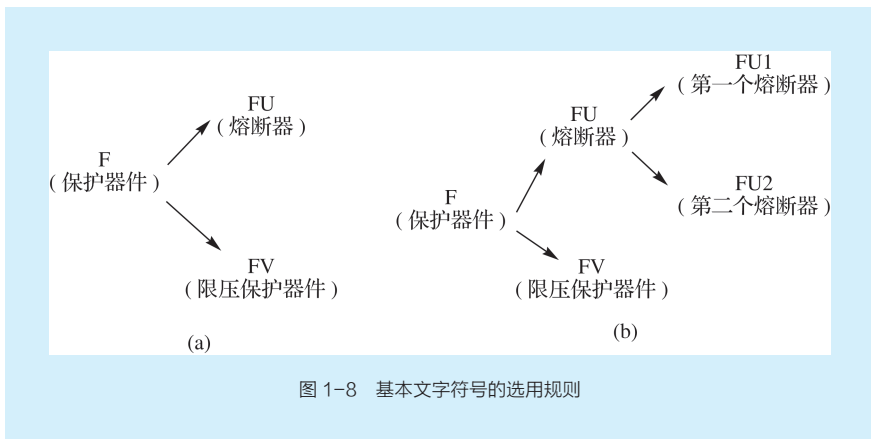 F
( 保护器件 )
FU
( 熔断器 )
FV
( 限压保护器件 )
(a)
F
( 保护器件 )
FU
( 熔断器 )
FV
( 限压保护器件 )
FU1
( 第一个熔断器 )
FU2
( 第二个熔断器 )
(b)
图 1-8 基本文字符号的选用规则